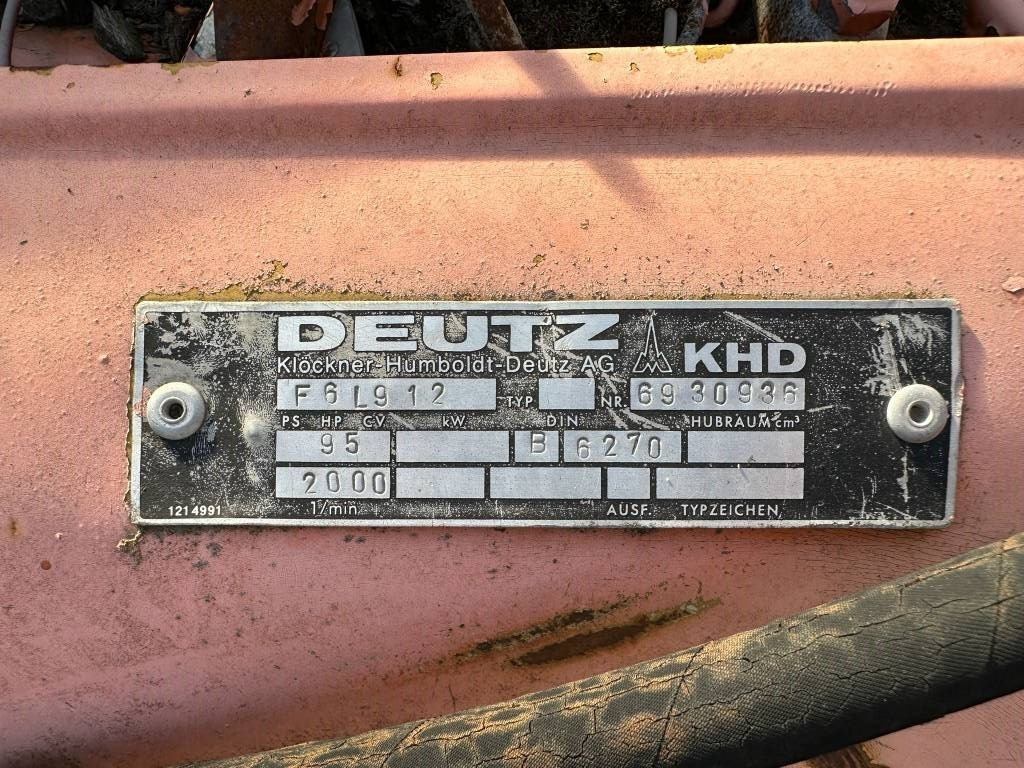 DEUTZ
Klöckner-Humboldt-Deutz AG KHD
F6L912 TYP NR. 6930936
PS HP CV kW DIN HUBRAUM cm³
95 B 6270
2000
1214991 1/min AUSF. TYPZEICHEN